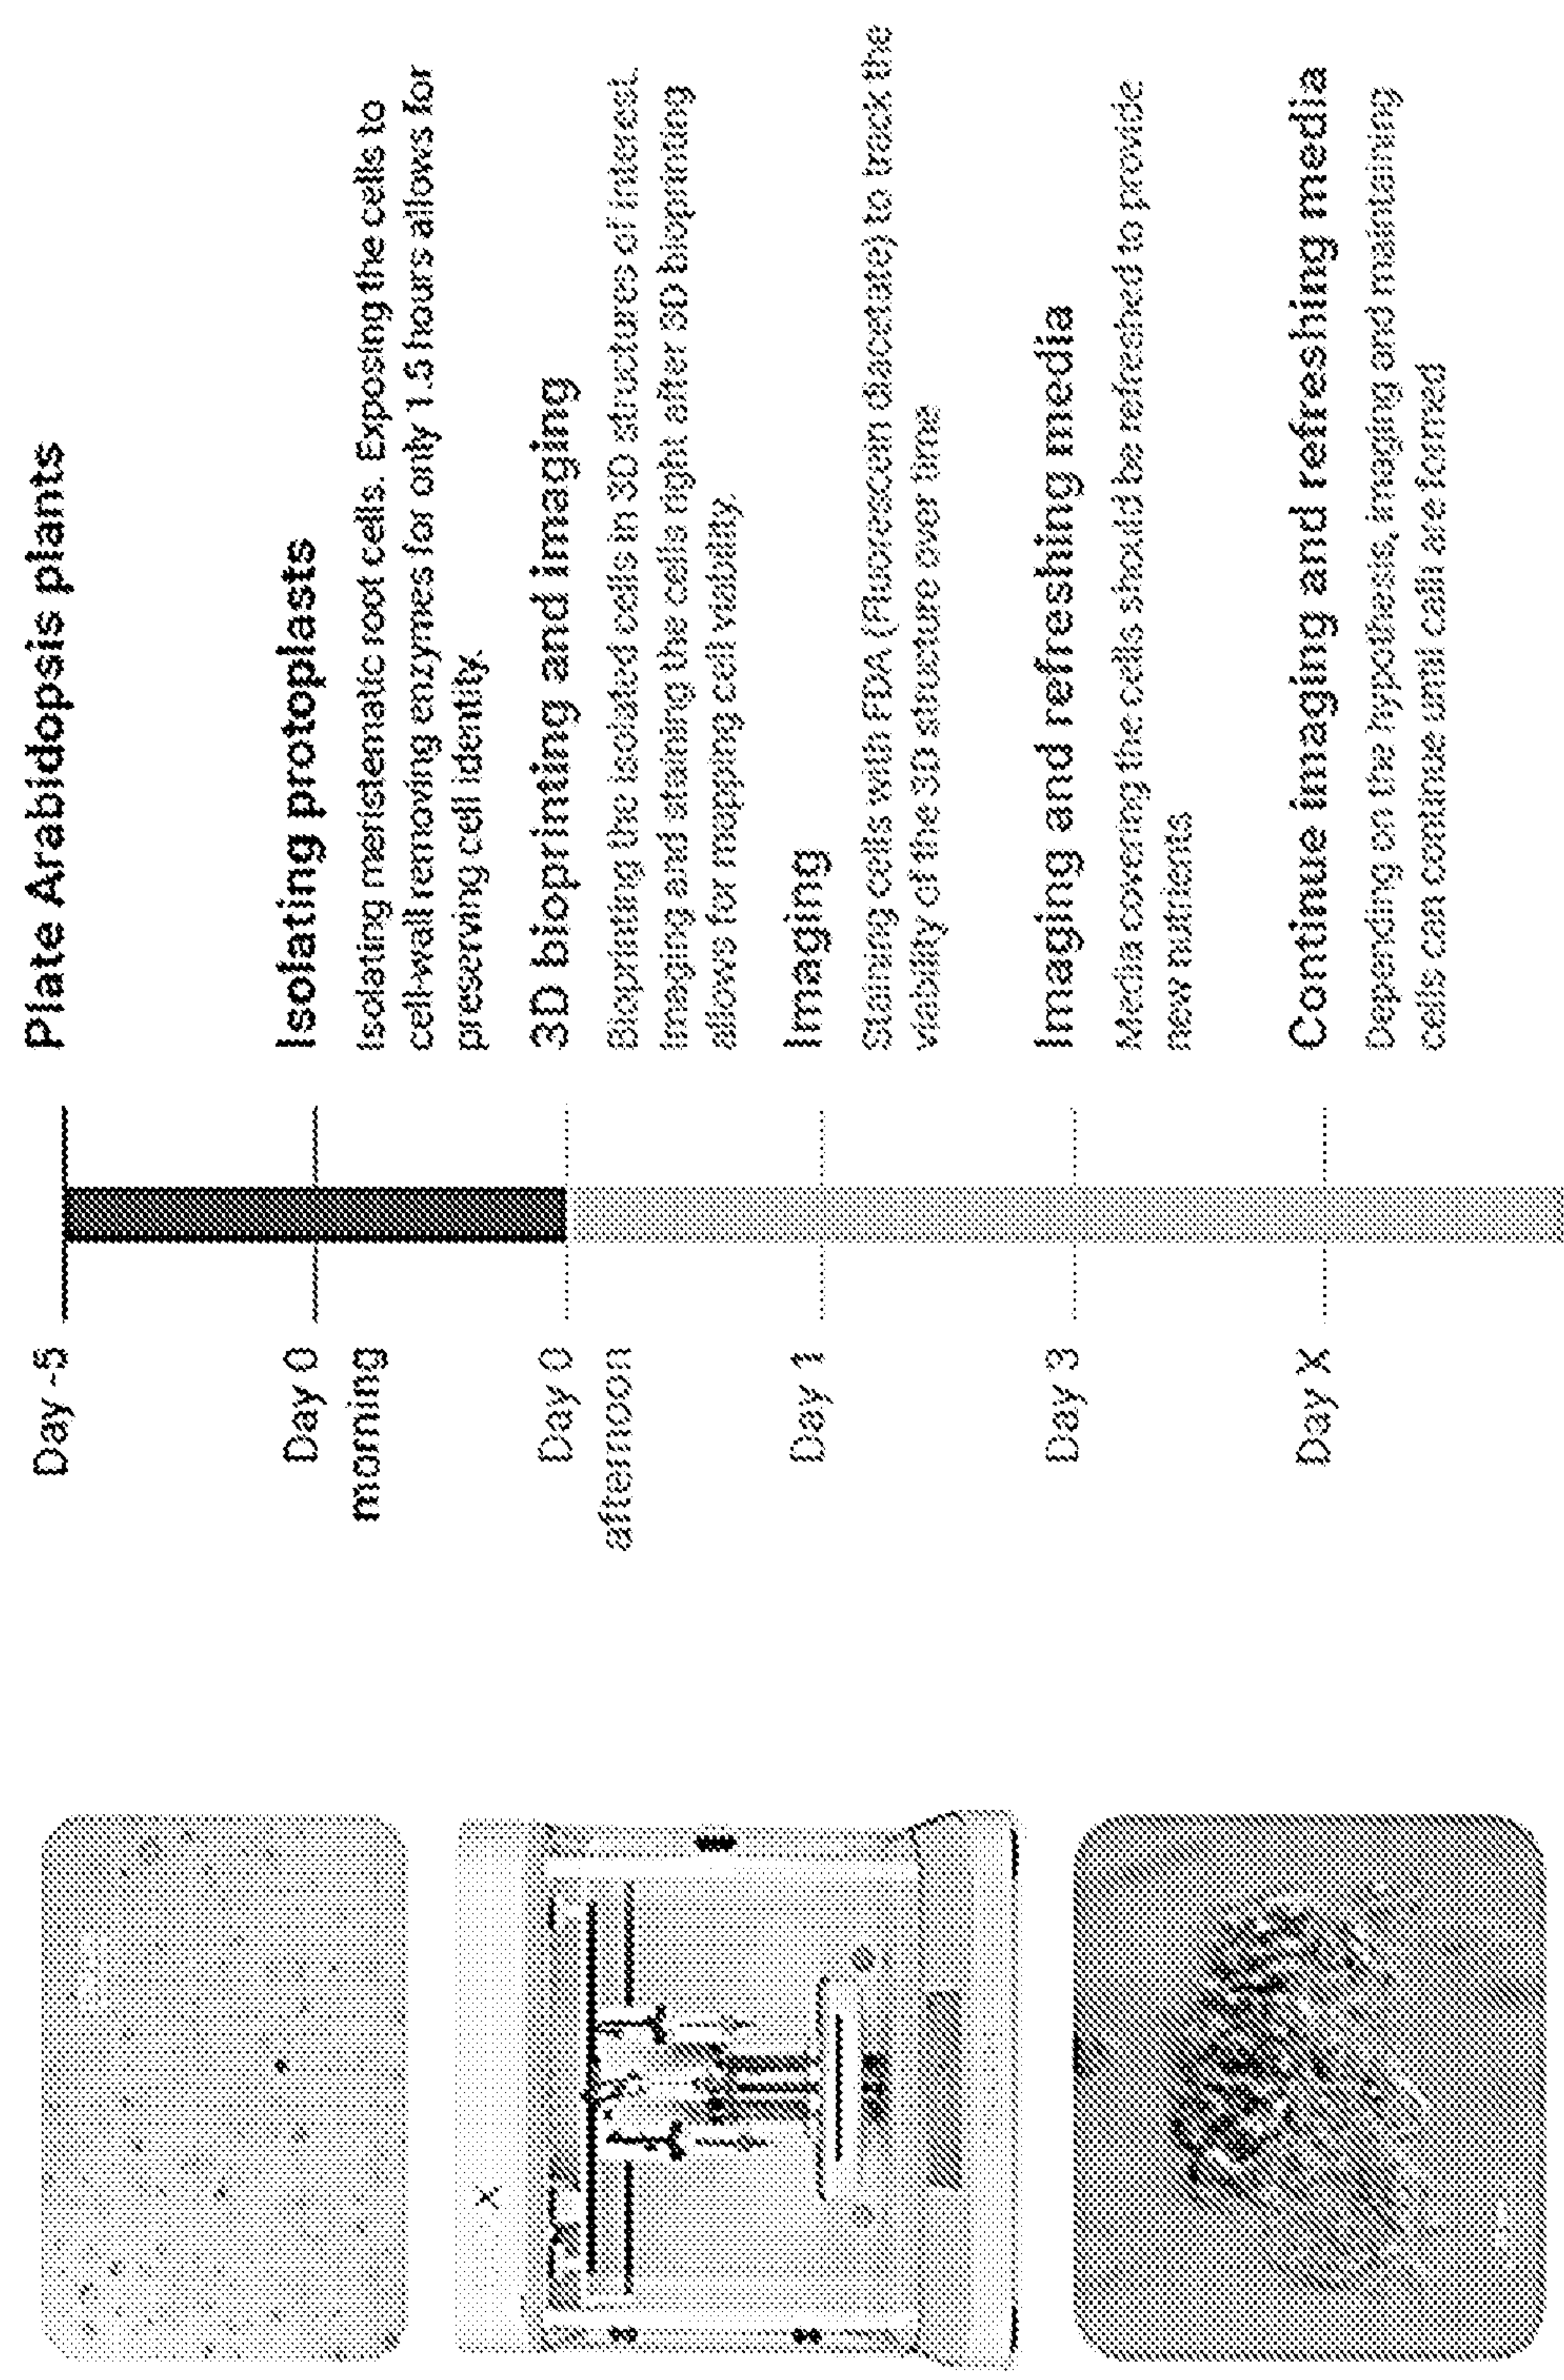 Day -5
Plate Arabidopsis plants
Day 0
morning
Isolating protoplasts
Isolating meristematic root cells. Exposing the cells to
cell-wall removing enzymes for only 1.5 hours allows for
preserving cell identity.
Day 0
afternoon
3D bioprinting and imaging
Bioprinting the isolated cells in 3D structures of interest.
Imaging and staining the cells right after 3D bioprinting
allows for mapping cell viability.
Day 1
Imaging
Staining cells with FDA (Fluorescein diacetate) to track the
viability of the 3D structure over time
Day 3
Imaging and refreshing media
Media covering the cells should be refreshed to provide
new nutrients
Day X
Continue imaging and refreshing media
Depending on the hypothesis, imaging and maintaining
cells can continue until calli are formed